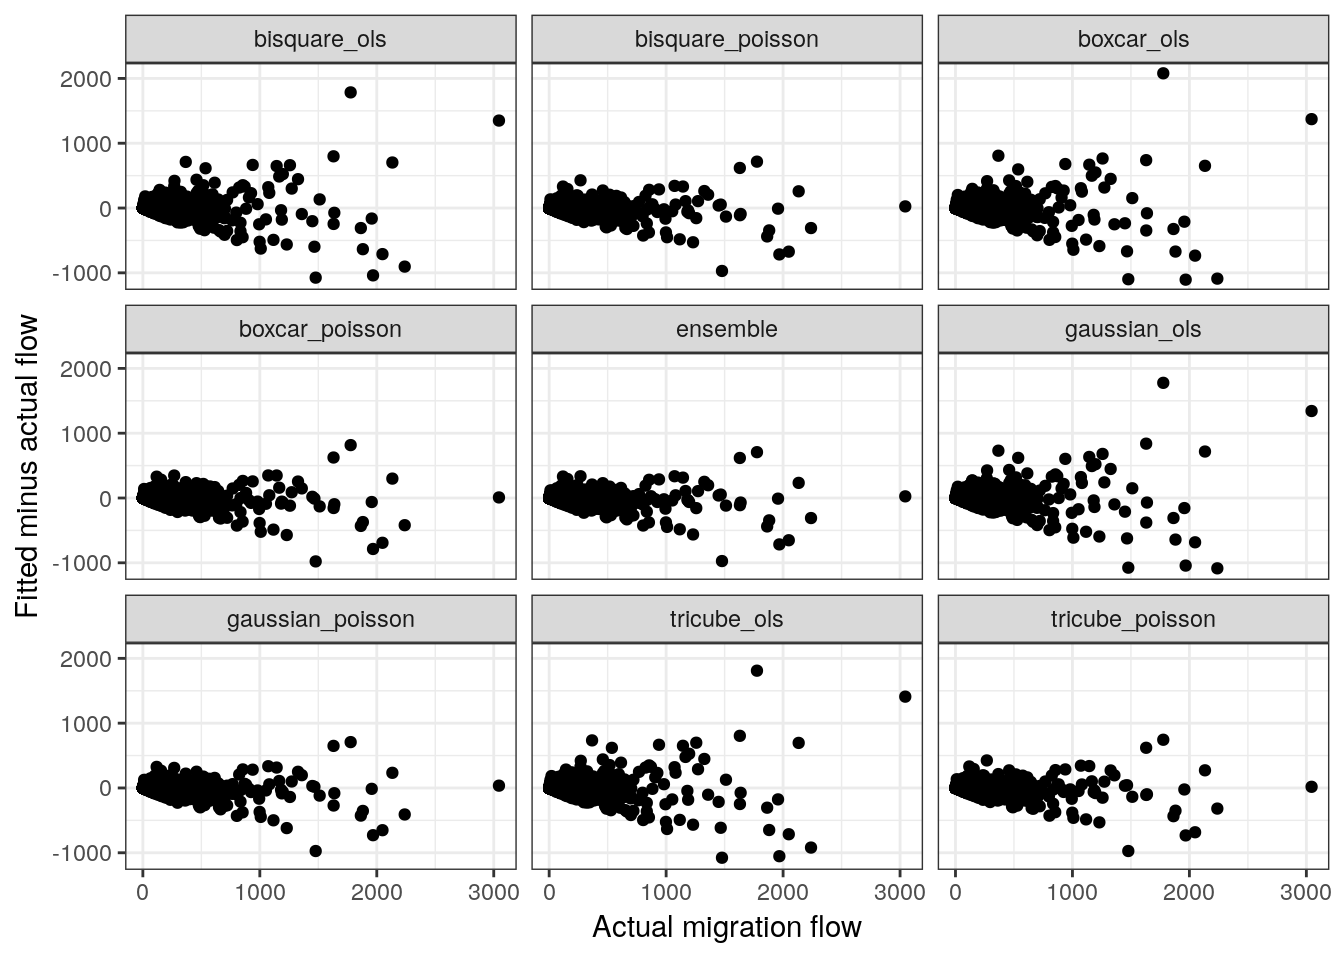 bisquare_ols
bisquare_poisson
boxcar_ols
2000
1000
0
-1000
boxcar_poisson
ensemble
gaussian_ols
2000
1000
0
-1000
gaussian_poisson
tricube_ols
tricube_poisson
2000
1000
0
-1000
0 1000 2000 3000
0 1000 2000 3000
0 1000 2000 3000
Actual migration flow
Fitted minus actual flow